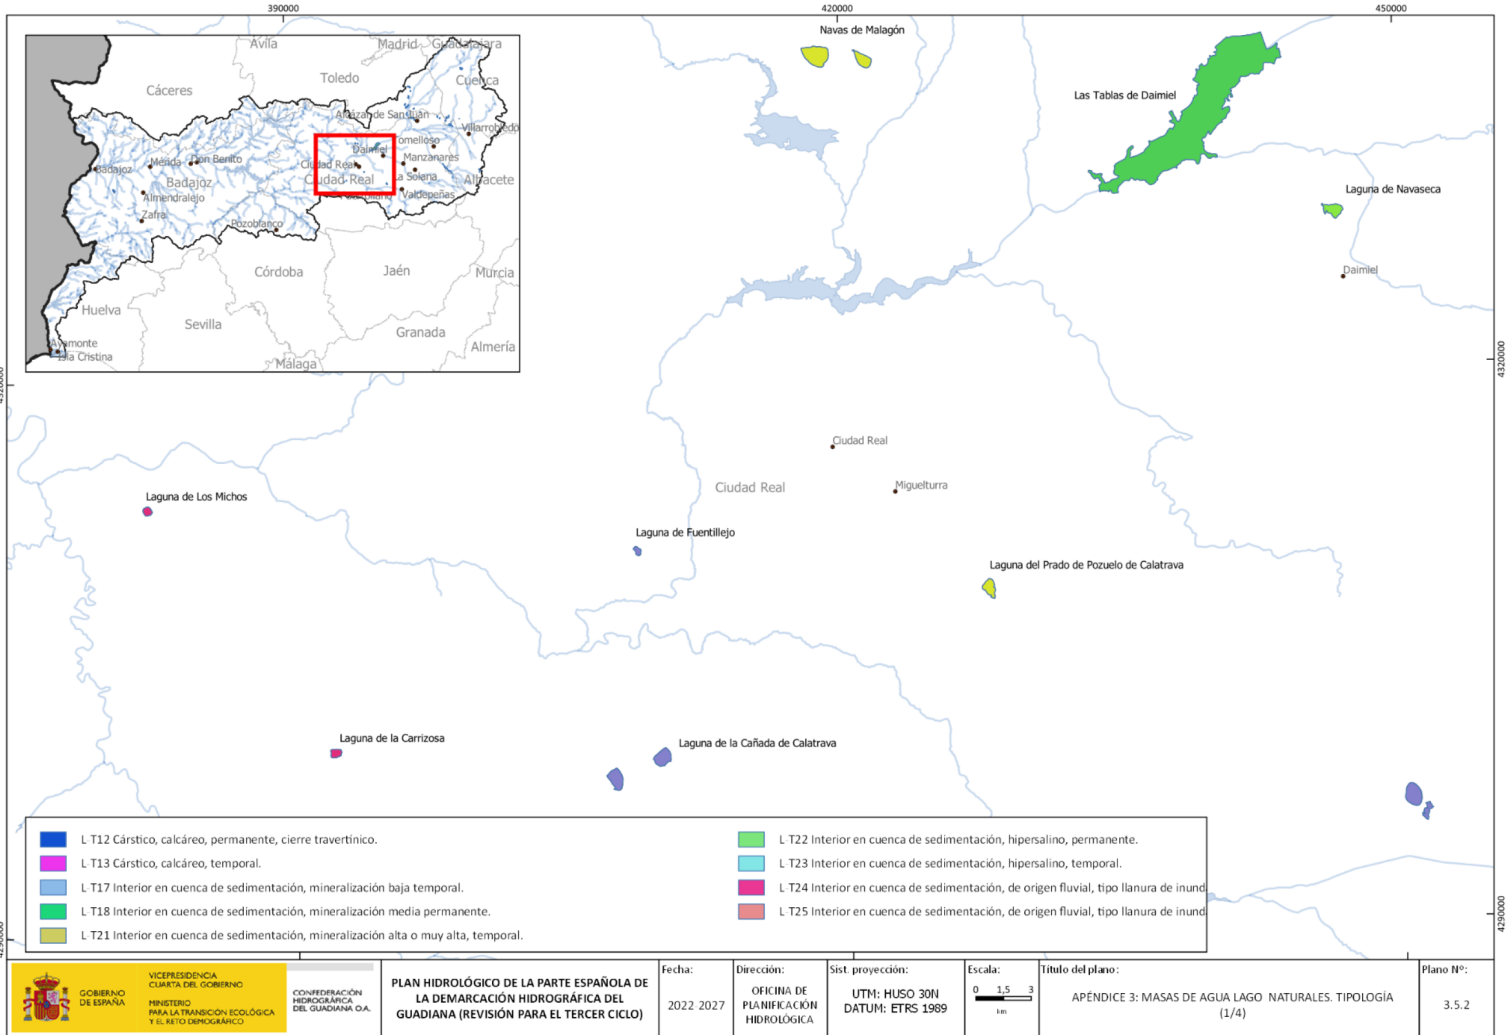 390000
420000
450000
Navas de Malagón
Las Tablas de Daimiel
Laguna de Navaseca
Daimiel
Ávila
Madrid
Guadalajara
Toledo
Cuenca
Cáceres
Alcázar de San Juan
Villarrobledo
Tomelloso
Daimiel
Manzanares
Ciudad Real
Ciudad Real
La Solana
Albacete
Valdepeñas
Badajoz
Mérida
Don Benito
Badajoz
Almendralejo
Zafra
Pozoblanco
Córdoba
Jaén
Murcia
Huelva
Sevilla
Granada
Almería
Ayamonte
Isla Cristina
Málaga
4320000
4320000
Ciudad Real
Ciudad Real
Miguelturra
Laguna de Los Michos
Laguna de Fuentillejo
Laguna del Prado de Pozuelo de Calatrava
Laguna de la Carrizosa
Laguna de la Cañada de Calatrava
4290000
4290000
L-T12 Cárstico, calcáreo, permanente, cierre travertínico.
L-T13 Cárstico, calcáreo, temporal.
L-T17 Interior en cuenca de sedimentación, mineralización baja temporal.
L-T18 Interior en cuenca de sedimentación, mineralización media permanente.
L-T21 Interior en cuenca de sedimentación, mineralización alta o muy alta, temporal.
L-T22 Interior en cuenca de sedimentación, hipersalino, permanente.
L-T23 Interior en cuenca de sedimentación, hipersalino, temporal.
L-T24 Interior en cuenca de sedimentación, de origen fluvial, tipo llanura de inund
L-T25 Interior en cuenca de sedimentación, de origen fluvial, tipo llanura de inund
GOBIERNO
DE ESPAÑA
VICEPRESIDENCIA
CUARTA DEL GOBIERNO
MINISTERIO
PARA LA TRANSICIÓN ECOLÓGICA
Y EL RETO DEMOGRÁFICO
CONFEDERACIÓN
HIDROGRÁFICA
DEL GUADIANA O.A.
PLAN HIDROLÓGICO DE LA PARTE ESPAÑOLA DE
LA DEMARCACIÓN HIDROGRÁFICA DEL
GUADIANA (REVISIÓN PARA EL TERCER CICLO)
Fecha:
2022-2027
Dirección:
OFICINA DE
PLANIFICACIÓN
HIDROLÓGICA
Sist. proyección:
UTM: HUSO 30N
DATUM: ETRS 1989
Escala:
0 1,5 3
km
Título del plano:
APÉNDICE 3: MASAS DE AGUA LAGO NATURALES. TIPOLOGÍA
(1/4)
Plano Nº:
3.5.2